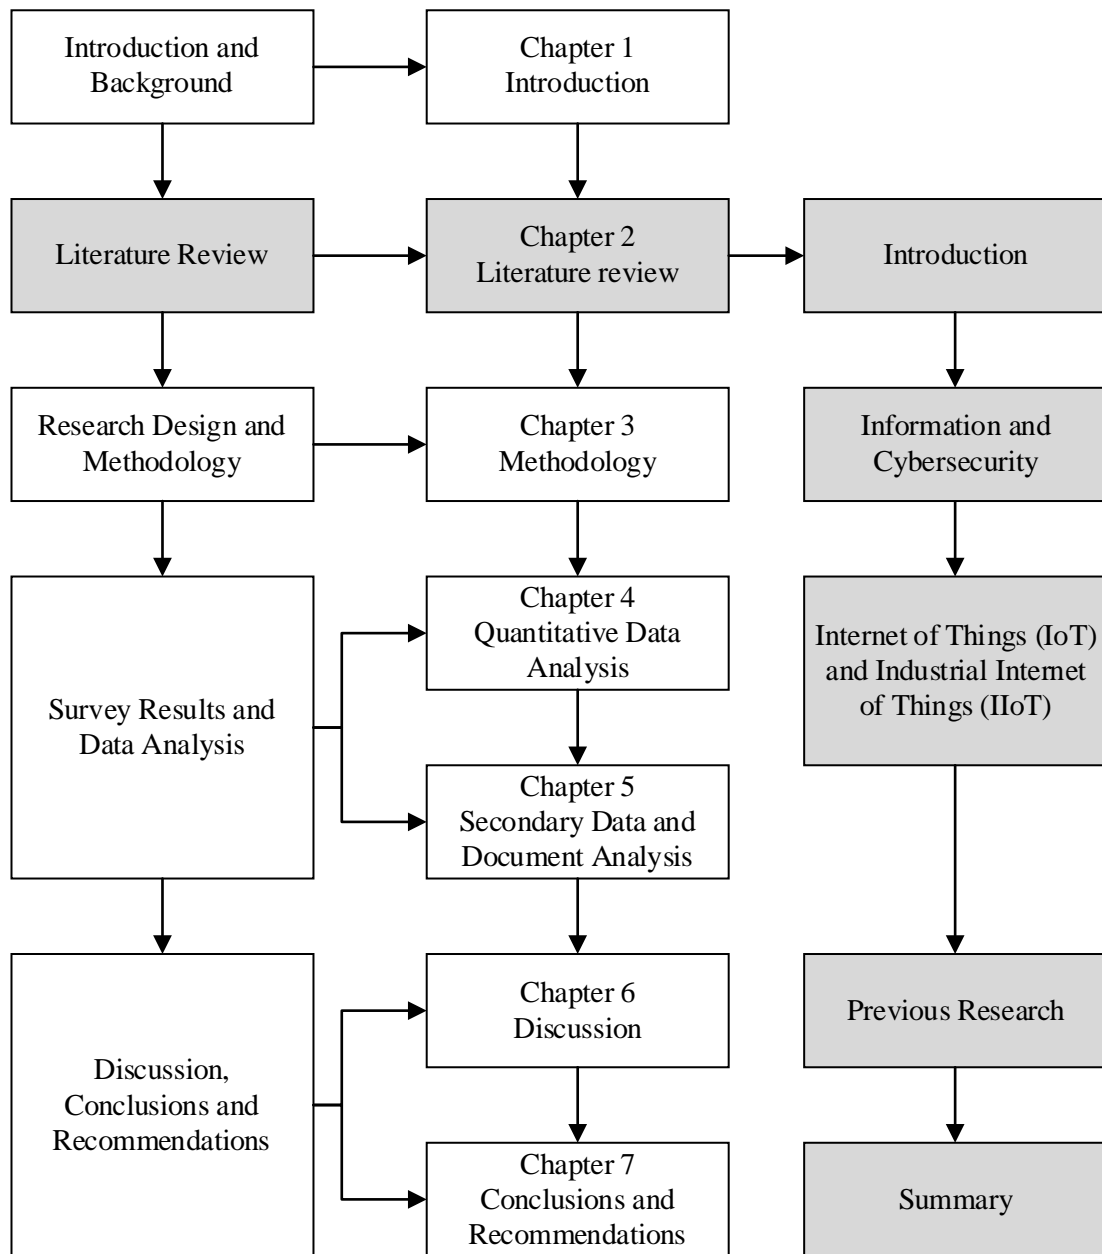 Introduction and
Background
Chapter 1
Introduction
Literature Review
Chapter 2
Literature review
Introduction
Research Design and
Methodology
Chapter 3
Methodology
Information and
Cybersecurity
Survey Results and
Data Analysis
Chapter 4
Quantitative Data
Analysis
Internet of Things (IoT)
and Industrial Internet
of Things (IIoT)
Chapter 5
Secondary Data and
Document Analysis
Discussion,
Conclusions and
Recommendations
Chapter 6
Discussion
Previous Research
Chapter 7
Conclusions and
Recommendations
Summary